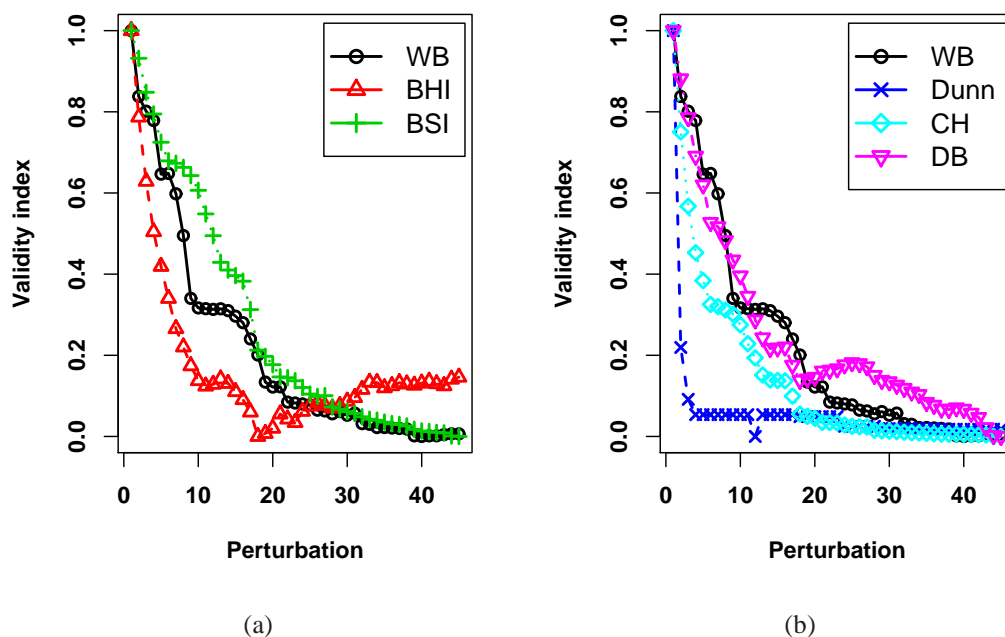 WB
BHI
BSI
Validity index
1.0
0.8
0.6
0.4
0.2
0.0
0 10 20 30 40
Perturbation
(a)
WB
Dunn
CH
DB
Validity index
1.0
0.8
0.6
0.4
0.2
0.0
0 10 20 30 40
Perturbation
(b)